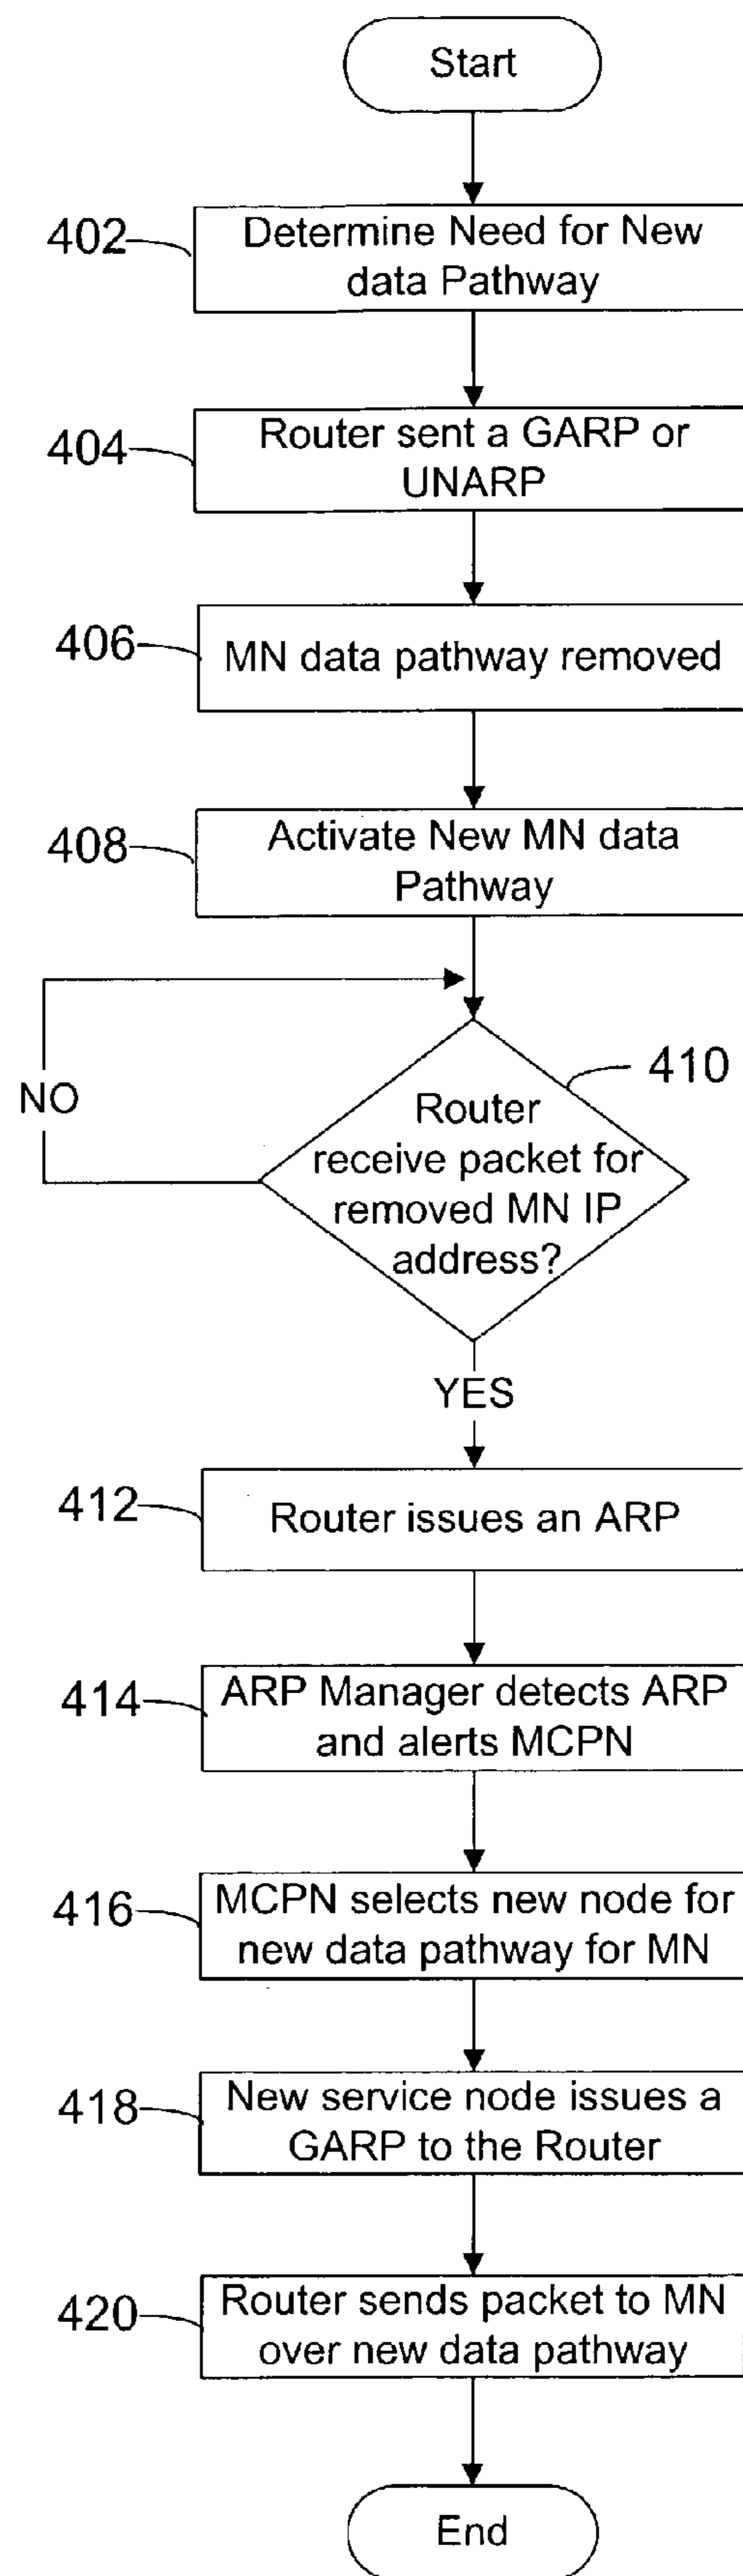 Start
402
Determine Need for New
data Pathway
404
Router sent a GARP or
UNARP
406
MN data pathway removed
408
Activate New MN data
Pathway
NO
410
Router
receive packet for
removed MN IP
address?
YES
412
Router issues an ARP
414
ARP Manager detects ARP
and alerts MCPN
416
MCPN selects new node for
new data pathway for MN
418
New service node issues a
GARP to the Router
420
Router sends packet to MN
over new data pathway
End